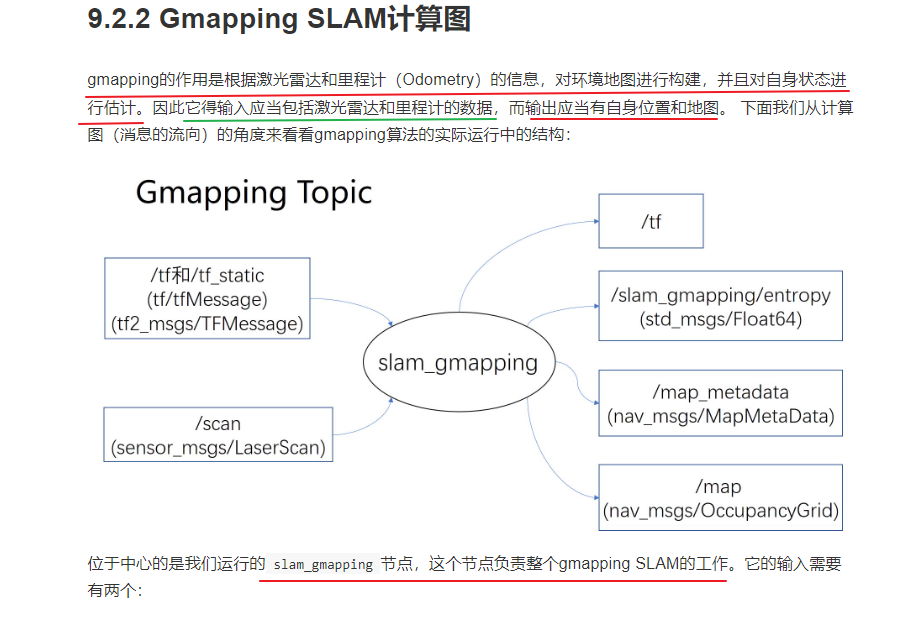 9.2.2 Gmapping SLAM计算图
gmapping的作用是根据激光雷达和里程计（Odometry）的信息，对环境地图进行构建，并且对自身状态进
行估计。因此它得输入应当包括激光雷达和里程计的数据，而输出应当有自身位置和地图。 下面我们从计算
图（消息的流向）的角度来看看gmapping算法的实际运行中的结构：
Gmapping Topic
/tf和/tf_static
(tf/tfMessage)
(tf2_msgs/TFMessage)
/scan
(sensor_msgs/LaserScan)
slam_gmapping
/tf
/slam_gmapping/entropy
(std_msgs/Float64)
/map_metadata
(nav_msgs/MapMetaData)
/map
(nav_msgs/OccupancyGrid)
位于中心的是我们运行的 slam_gmapping 节点，这个节点负责整个gmapping SLAM的工作。它的输入需要
有两个：